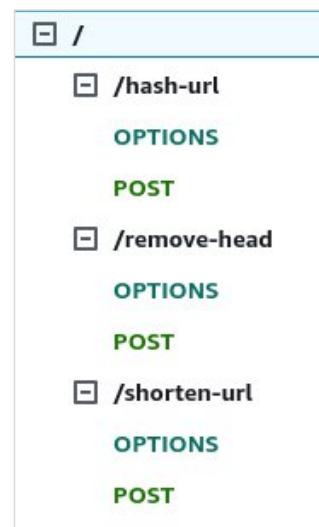 /
/hash-url
OPTIONS
POST
/remove-head
OPTIONS
POST
/shorten-url
OPTIONS
POST